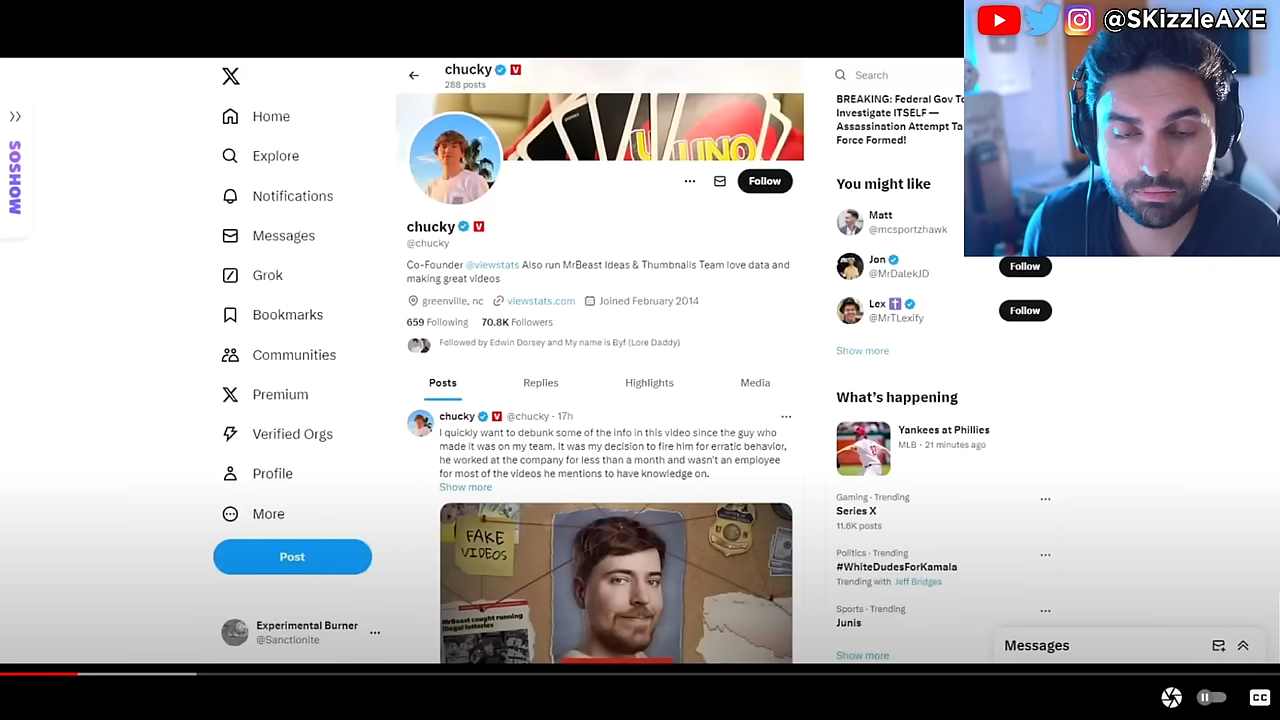 @SKizzleAXE
SOSHOW
Home
Explore
Notifications
Messages
Grok
Bookmarks
Communities
Premium
Verified Orgs
Profile
More
Post
Experimental Burner
@Sanctionite
chucky
288 posts
UNO
Follow
chucky
@chucky
Co-Founder @viewstats Also run MrBeast Ideas & Thumbnails Team love data and
making great videos
greenville, nc viewstats.com Joined February 2014
659 Following 70.8K Followers
Followed by Edwin Dorsey and My name is Byf (Lore Daddy)
Posts Replies Highlights Media
chucky @chucky · 17h
I quickly want to debunk some of the info in this video since the guy who
made it was on my team. It was my decision to fire him for erratic behavior,
he worked at the company for less than a month and wasn't an employee
for most of the videos he mentions to have knowledge on.
Show more
FAKE
VIDEOS
MrBeast caught running
illegal lotteries
Search
BREAKING: Federal Gov To
Investigate ITSELF —
Assassination Attempt Ta
Force Formed!
You might like
Matt
@mcsportzhawk
Jon
@MrDalekJD
Follow
Lex
@MrTLexify
Follow
Show more
What's happening
Yankees at Phillies
MLB · 21 minutes ago
Gaming · Trending
Series X
11.6K posts
Politics · Trending
#WhiteDudesForKamala
Trending with Jeff Bridges
Sports · Trending
Junis
Show more
Messages
CC